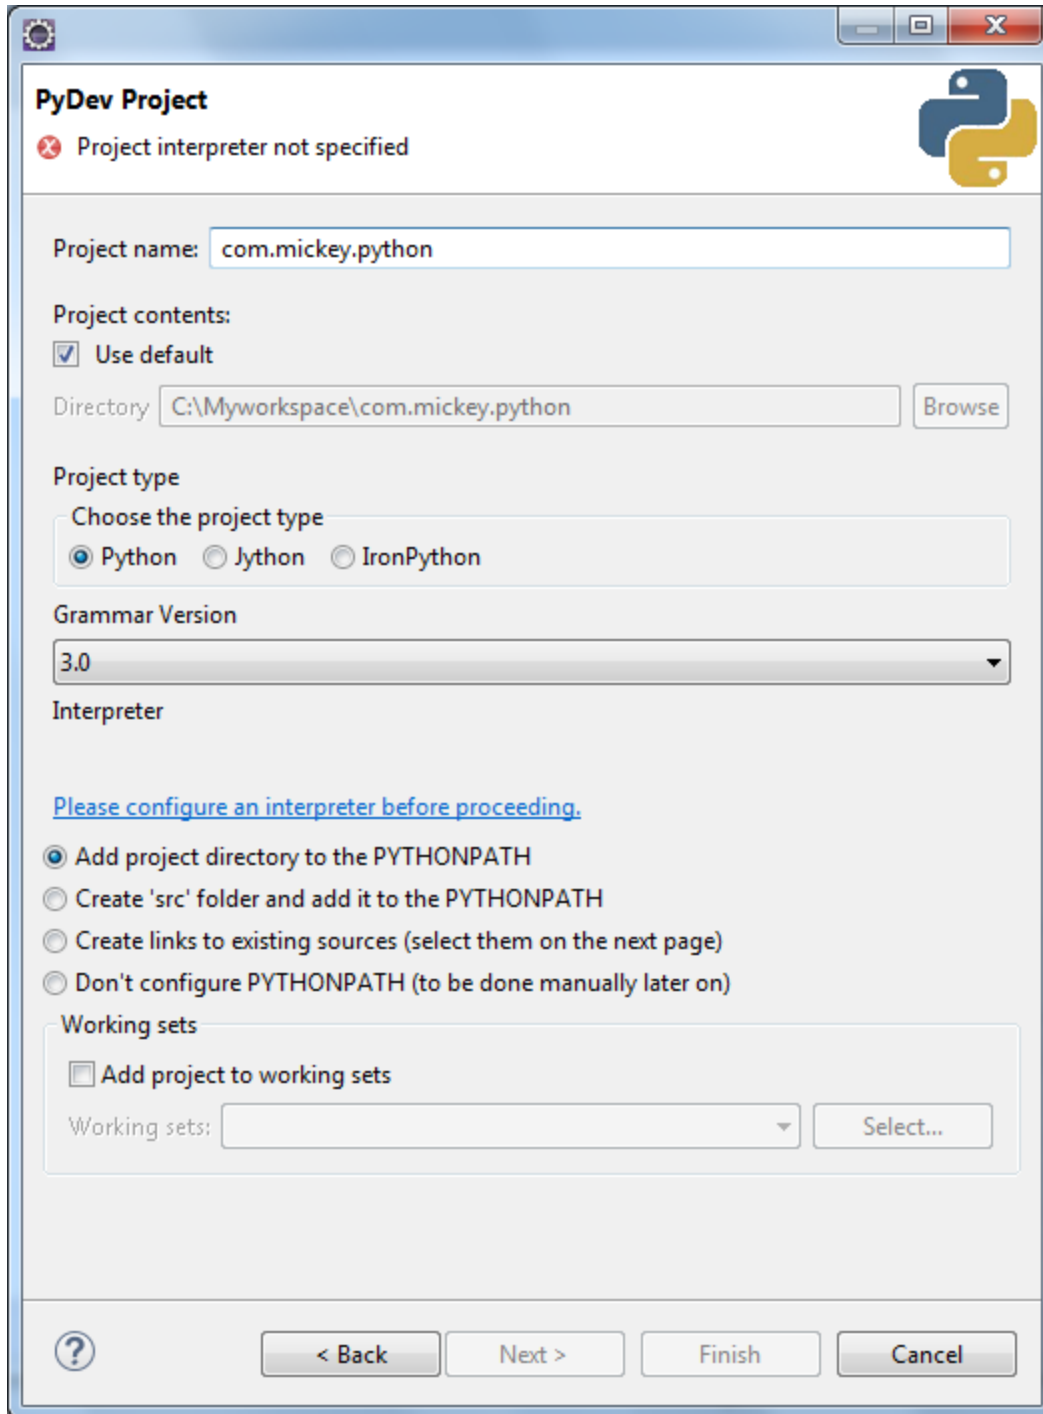 PyDev Project
Project interpreter not specified
Project name: com.mickey.python
Project contents:
Use default
Directory C:\Myworkspace\com.mickey.python Browse
Project type
Choose the project type
Python Jython IronPython
Grammar Version
3.0
Interpreter
Please configure an interpreter before proceeding.
Add project directory to the PYTHONPATH
Create 'src' folder and add it to the PYTHONPATH
Create links to existing sources (select them on the next page)
Don't configure PYTHONPATH (to be done manually later on)
Working sets
Add project to working sets
Working sets: Select...
? < Back Next > Finish Cancel